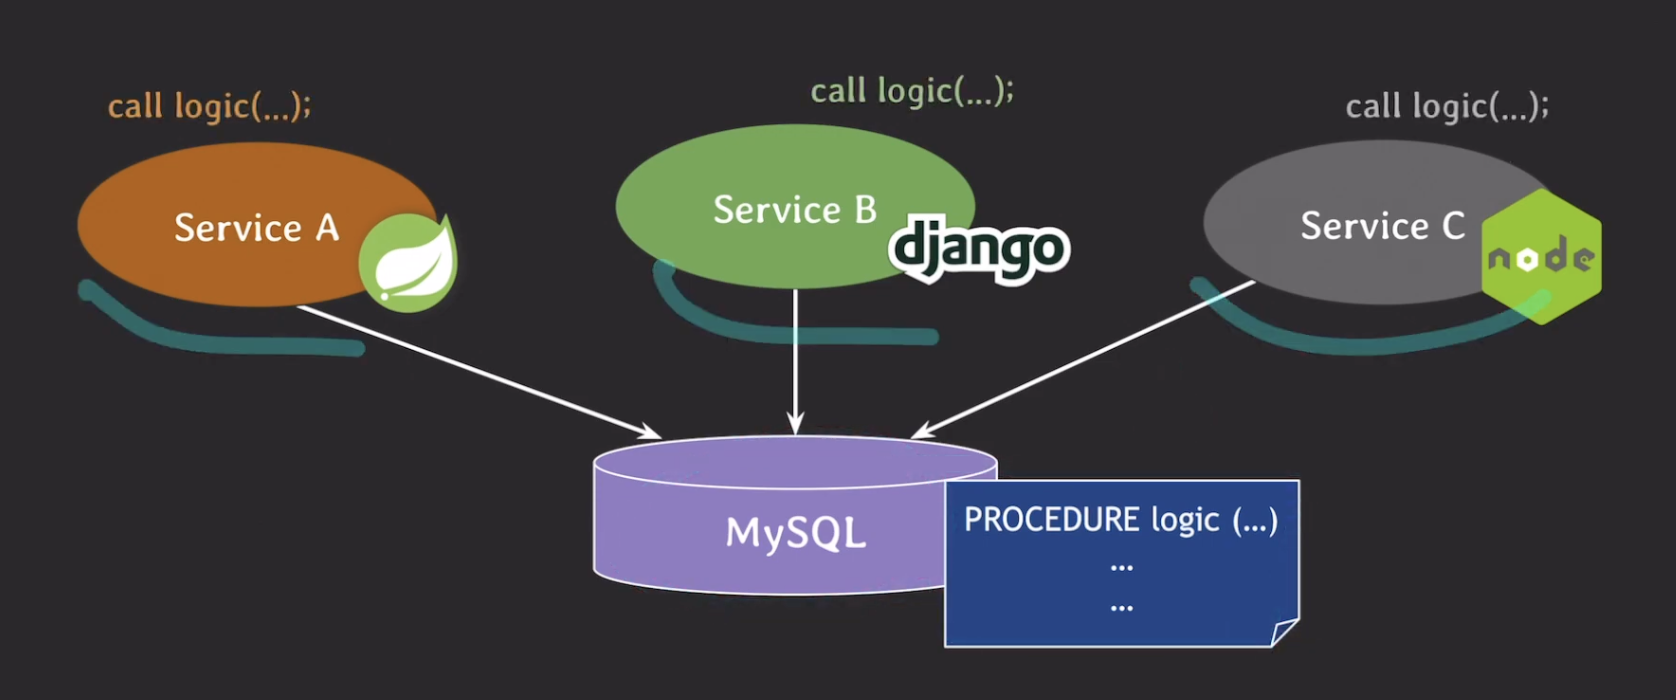 call logic(...);
call logic(...);
call logic(...);
Service A
Service B
django
Service C
node
MySQL
PROCEDURE logic (...)
...
...